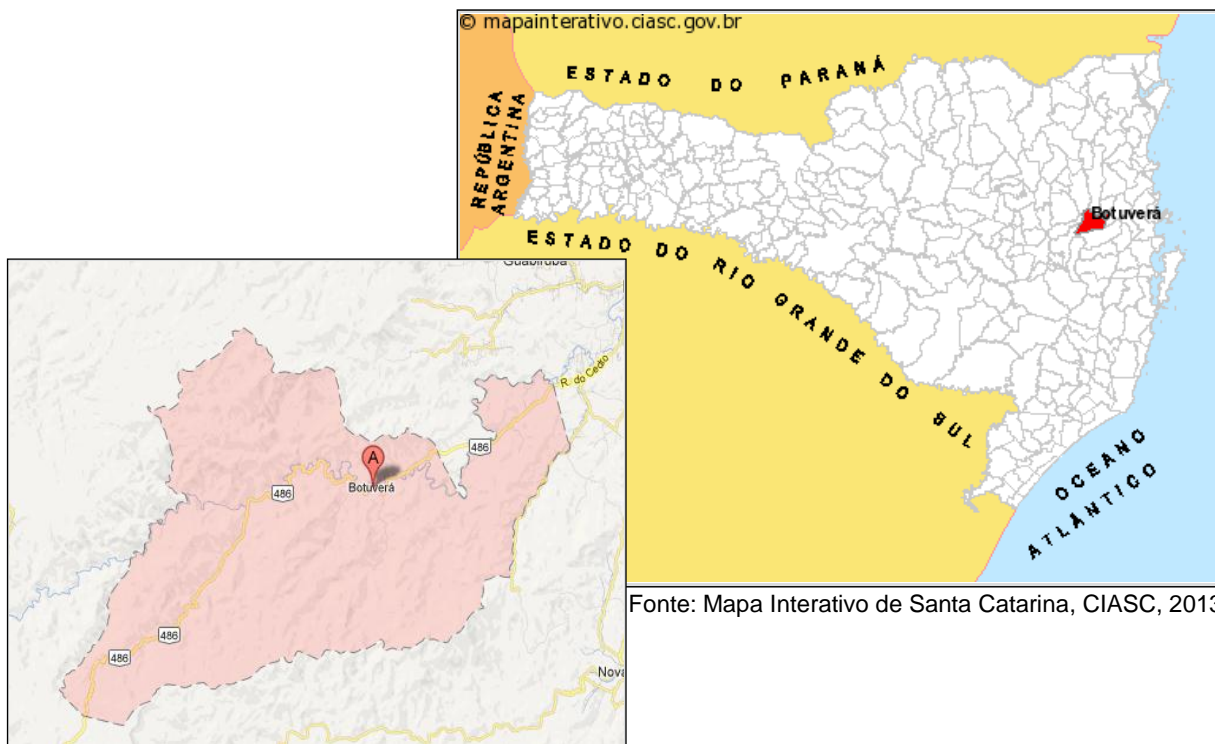 © mapainterativo.ciasc.gov.br
ESTADO DO PARANÁ
REPÚBLICA
ARGENTINA
Botuverá
ESTADO DO RIO GRANDE DO SUL
OCEANO
ATLÂNTICO
Guabiruba
R. do Cedro
486
A
Botuverá
486
486
486
Nova
Fonte: Mapa Interativo de Santa Catarina, CIASC, 2013